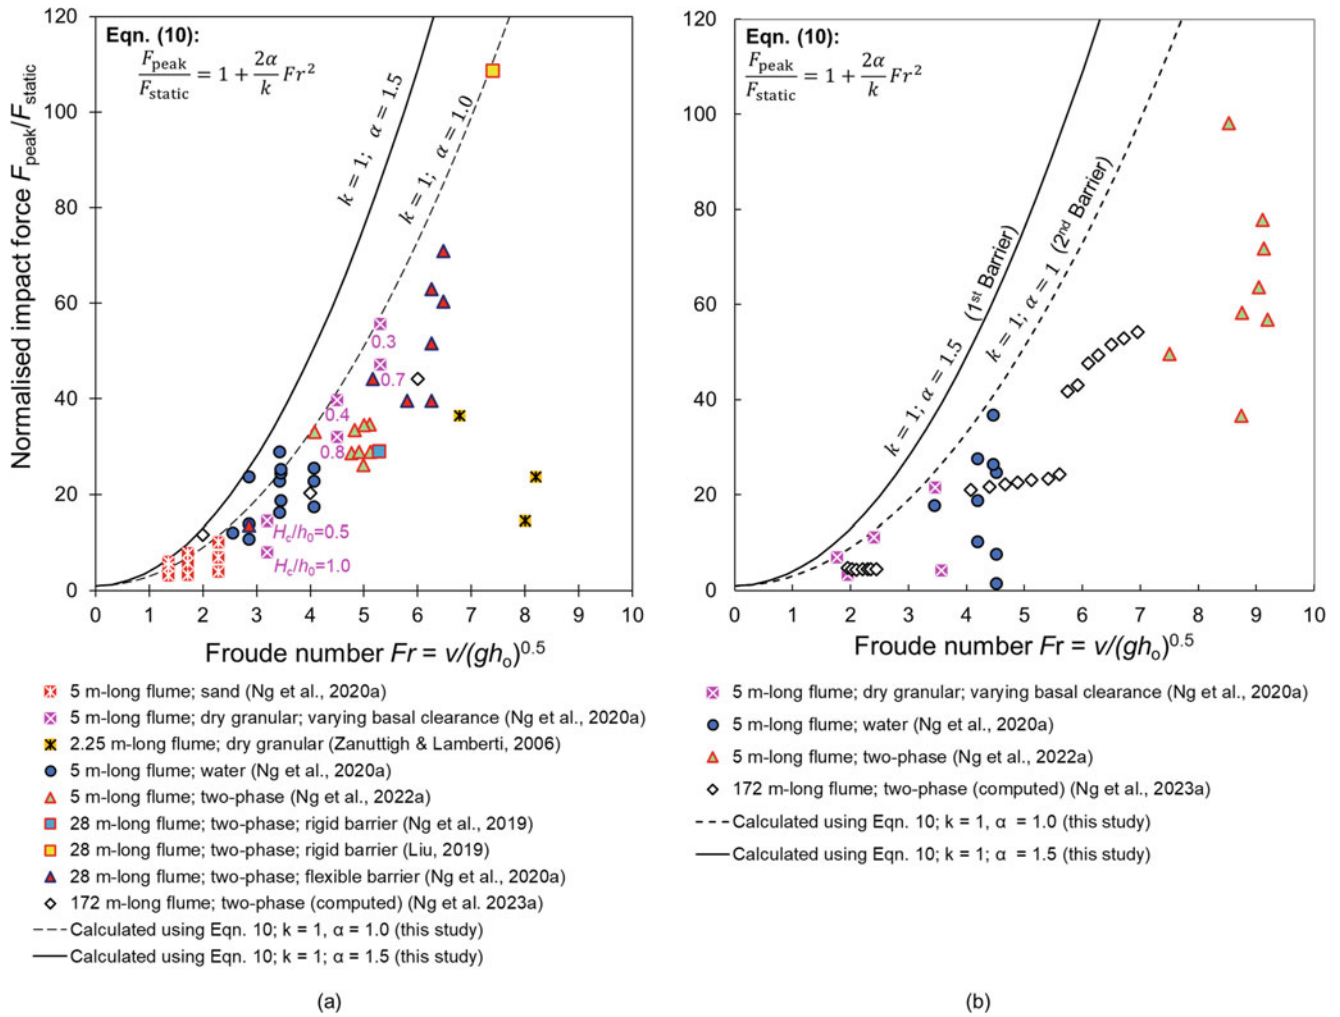 Eqn. (10):
F_peak/F_static = 1 + 2α/k Fr²
120
100
80
60
40
20
0
0 1 2 3 4 5 6 7 8 9 10
Normalised impact force F_peak/F_static
k = 1; α = 1.5
k = 1; α = 1.0
0.3
0.7
0.4
0.8
H_c/h_0=0.5
H_c/h_0=1.0
Froude number Fr = v/(gh_o)^0.5
5 m-long flume; sand (Ng et al., 2020a)
5 m-long flume; dry granular; varying basal clearance (Ng et al., 2020a)
2.25 m-long flume; dry granular (Zanuttigh & Lamberti, 2006)
5 m-long flume; water (Ng et al., 2020a)
5 m-long flume; two-phase (Ng et al., 2022a)
28 m-long flume; two-phase; rigid barrier (Ng et al., 2019)
28 m-long flume; two-phase; rigid barrier (Liu, 2019)
28 m-long flume; two-phase; flexible barrier (Ng et al., 2020a)
172 m-long flume; two-phase (computed) (Ng et al. 2023a)
Calculated using Eqn. 10; k = 1, α = 1.0 (this study)
Calculated using Eqn. 10; k = 1; α = 1.5 (this study)
(a)
Eqn. (10):
F_peak/F_static = 1 + 2α/k Fr²
120
100
80
60
40
20
0
0 1 2 3 4 5 6 7 8 9 10
k = 1; α = 1.5 (1st Barrier)
k = 1; α = 1 (2nd Barrier)
Froude number Fr = v/(gh_o)^0.5
5 m-long flume; dry granular; varying basal clearance (Ng et al., 2020a)
5 m-long flume; water (Ng et al., 2020a)
5 m-long flume; two-phase (Ng et al., 2022a)
172 m-long flume; two-phase (computed) (Ng et al., 2023a)
Calculated using Eqn. 10; k = 1, α = 1.0 (this study)
Calculated using Eqn. 10; k = 1; α = 1.5 (this study)
(b)